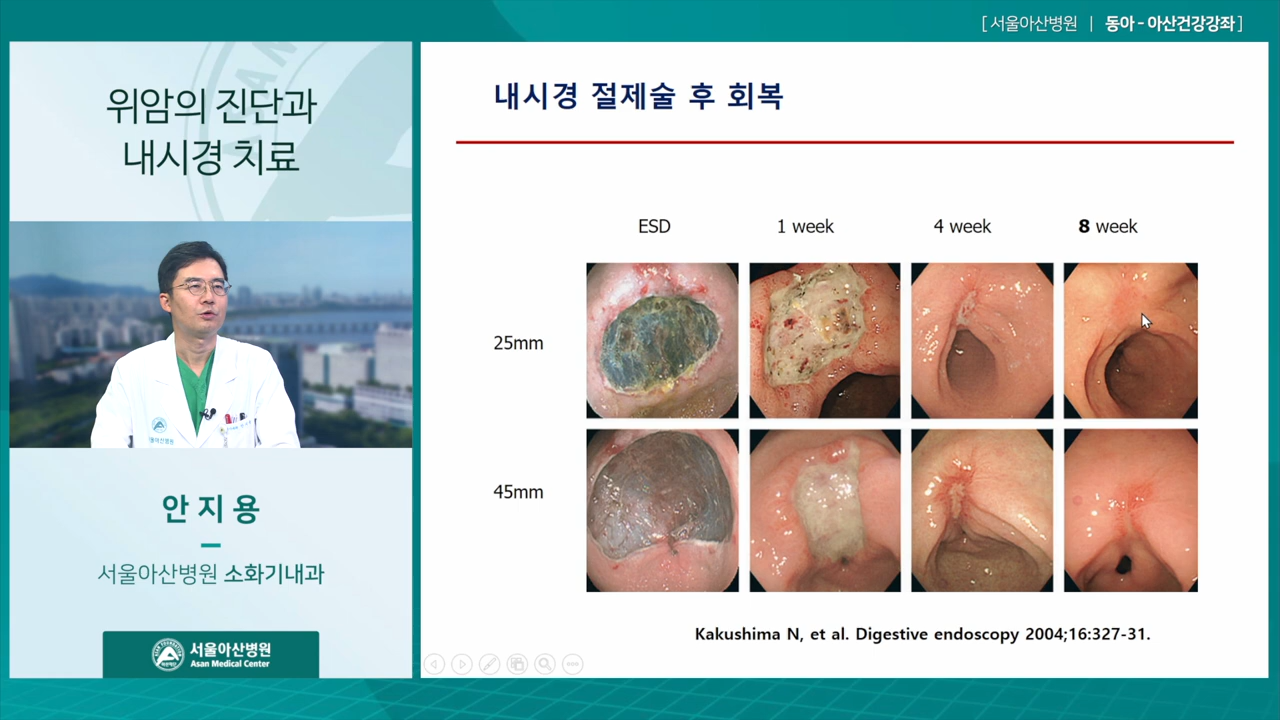 [ 서울아산병원 | 동아 - 아산건강강좌 ]
위암의 진단과
내시경 치료
안 지 용
서울아산병원 소화기내과
서울아산병원
Asan Medical Center
내시경 절제술 후 회복
ESD 1 week 4 week 8 week
25mm
45mm
Kakushima N, et al. Digestive endoscopy 2004;16:327-31.